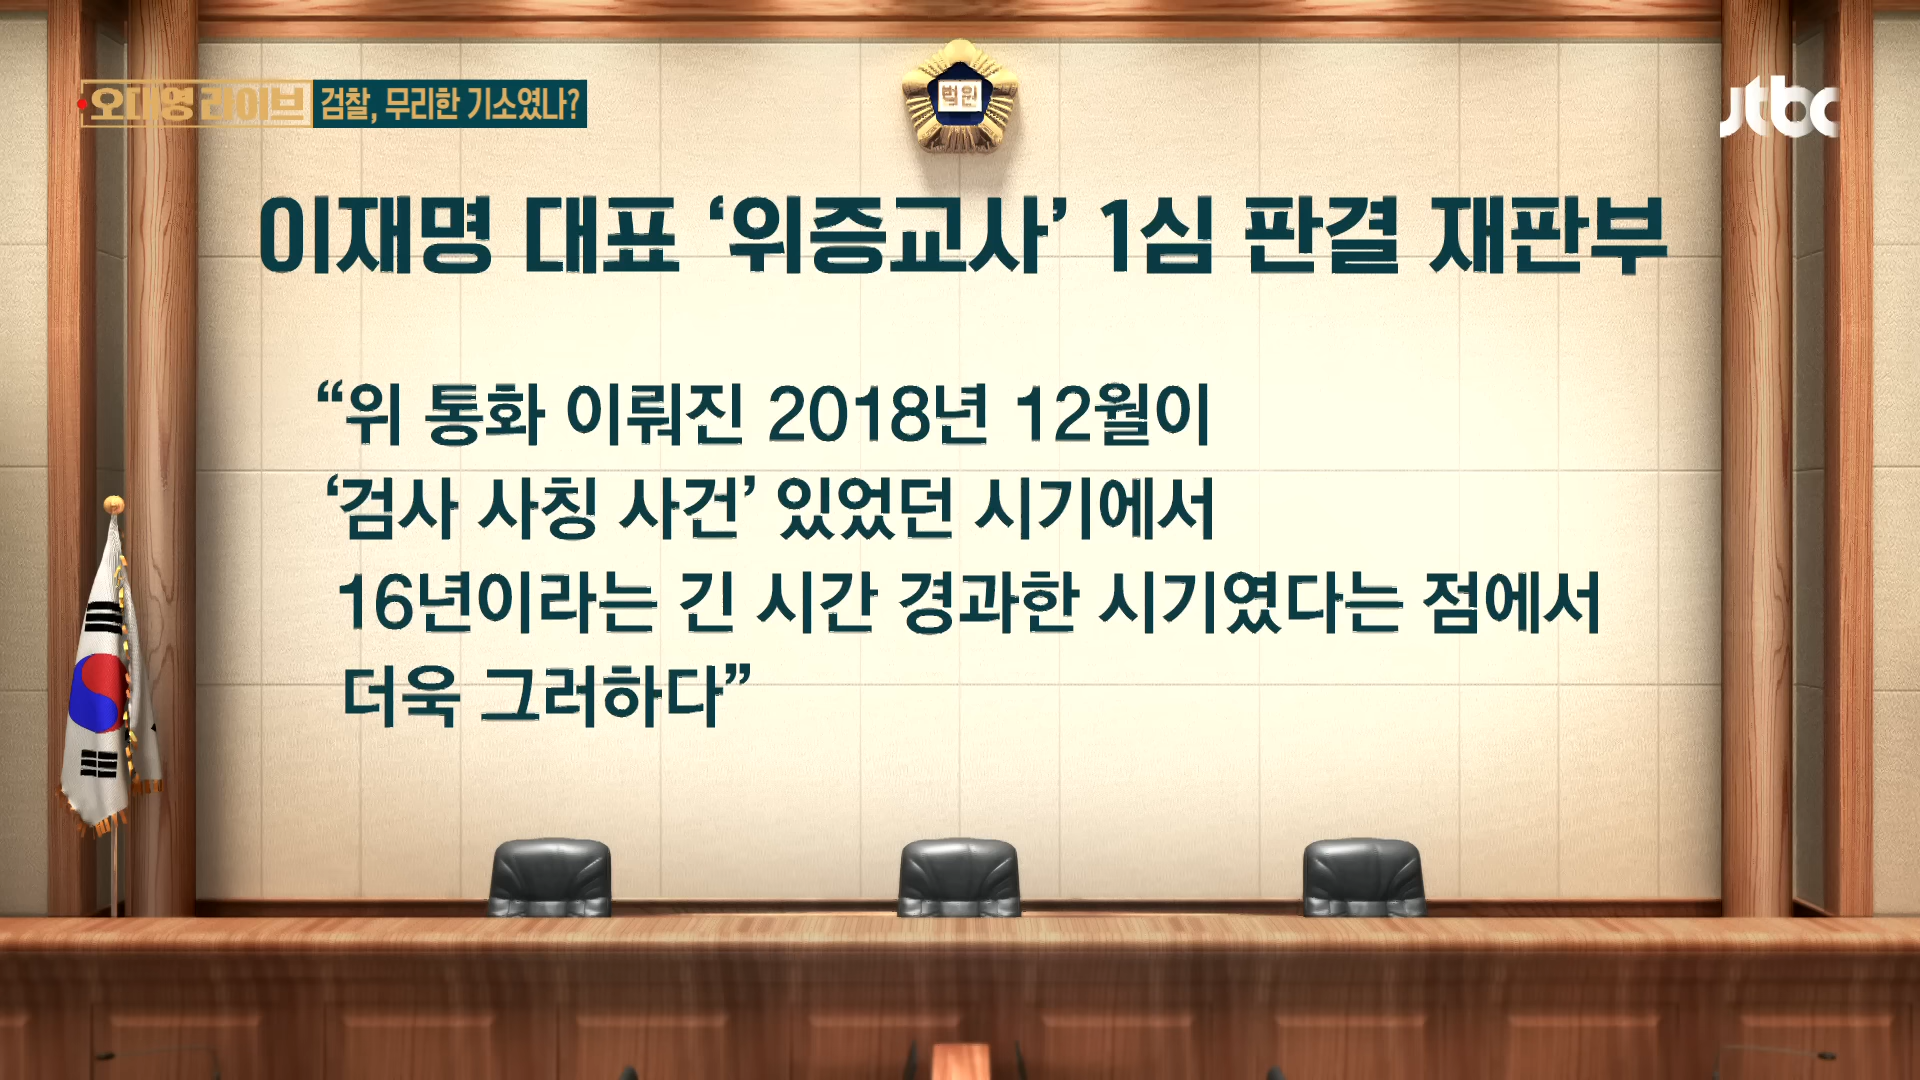 오대영 라이브 검찰, 무리한 기소였나?
법원
jtbc
이재명 대표 ‘위증교사’ 1심 판결 재판부
“위 통화 이뤄진 2018년 12월이
‘검사 사칭 사건’ 있었던 시기에서
16년이라는 긴 시간 경과한 시기였다는 점에서
더욱 그러하다”